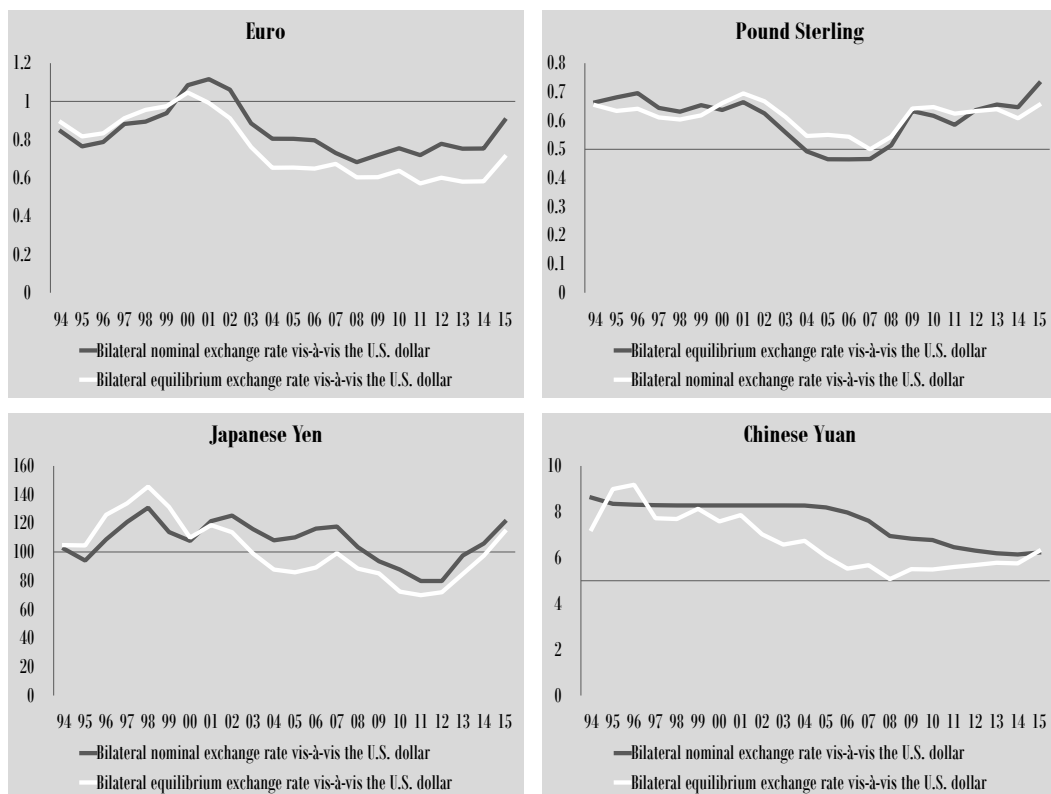 Euro
1.2
1
0.8
0.6
0.4
0.2
0
94 95 96 97 98 99 00 01 02 03 04 05 06 07 08 09 10 11 12 13 14 15
Bilateral nominal exchange rate vis-à-vis the U.S. dollar
Bilateral equilibrium exchange rate vis-à-vis the U.S. dollar
Pound Sterling
0.8
0.7
0.6
0.5
0.4
0.3
0.2
0.1
0
94 95 96 97 98 99 00 01 02 03 04 05 06 07 08 09 10 11 12 13 14 15
Bilateral equilibrium exchange rate vis-à-vis the U.S. dollar
Bilateral nominal exchange rate vis-à-vis the U.S. dollar
Japanese Yen
160
140
120
100
80
60
40
20
0
94 95 96 97 98 99 00 01 02 03 04 05 06 07 08 09 10 11 12 13 14 15
Bilateral nominal exchange rate vis-à-vis the U.S. dollar
Bilateral equilibrium exchange rate vis-à-vis the U.S. dollar
Chinese Yuan
10
8
6
4
2
0
94 95 96 97 98 99 00 01 02 03 04 05 06 07 08 09 10 11 12 13 14 15
Bilateral nominal exchange rate vis-à-vis the U.S. dollar
Bilateral equilibrium exchange rate vis-à-vis the U.S. dollar